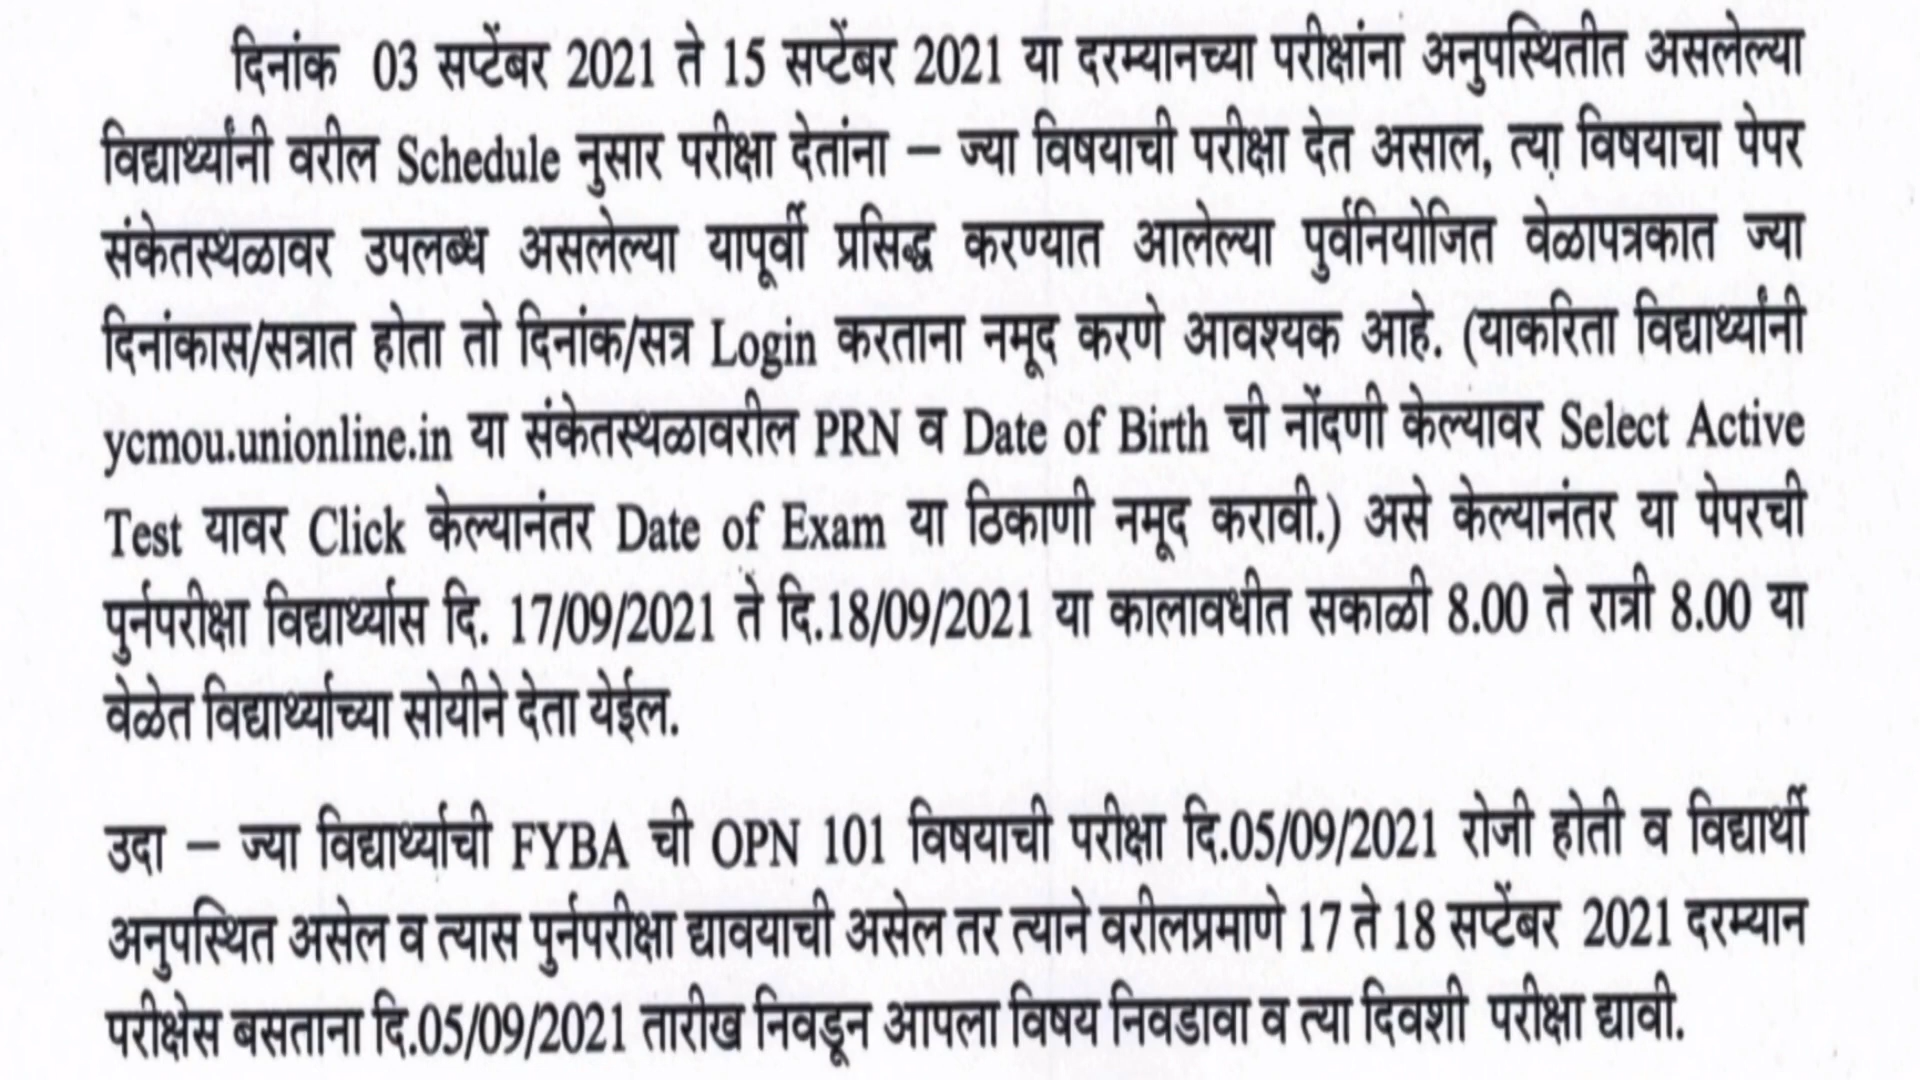 दिनांक 03 सप्टेंबर 2021 ते 15 सप्टेंबर 2021 या दरम्यानच्या परीक्षांना अनुपस्थितीत असलेल्या
विद्यार्थ्यांनी वरील Schedule नुसार परीक्षा देतांना – ज्या विषयाची परीक्षा देत असाल, त्या विषयाचा पेपर
संकेतस्थळावर उपलब्ध असलेल्या यापूर्वी प्रसिद्ध करण्यात आलेल्या पुर्वनियोजित वेळापत्रकात ज्या
दिनांकास/सत्रात होता तो दिनांक/सत्र Login करताना नमूद करणे आवश्यक आहे. (याकरिता विद्यार्थ्यांनी
ycmou.unionline.in या संकेतस्थळावरील PRN व Date of Birth ची नोंदणी केल्यावर Select Active
Test यावर Click केल्यानंतर Date of Exam या ठिकाणी नमूद करावी.) असे केल्यानंतर या पेपरची
पुर्नपरीक्षा विद्यार्थ्यास दि. 17/09/2021 ते दि.18/09/2021 या कालावधीत सकाळी 8.00 ते रात्री 8.00 या
वेळेत विद्यार्थ्याच्या सोयीने देता येईल.
उदा – ज्या विद्यार्थ्याची FYBA ची OPN 101 विषयाची परीक्षा दि.05/09/2021 रोजी होती व विद्यार्थी
अनुपस्थित असेल व त्यास पुर्नपरीक्षा द्यावयाची असेल तर त्याने वरीलप्रमाणे 17 ते 18 सप्टेंबर 2021 दरम्यान
परीक्षेस बसताना दि.05/09/2021 तारीख निवडून आपला विषय निवडावा व त्या दिवशी परीक्षा द्यावी.